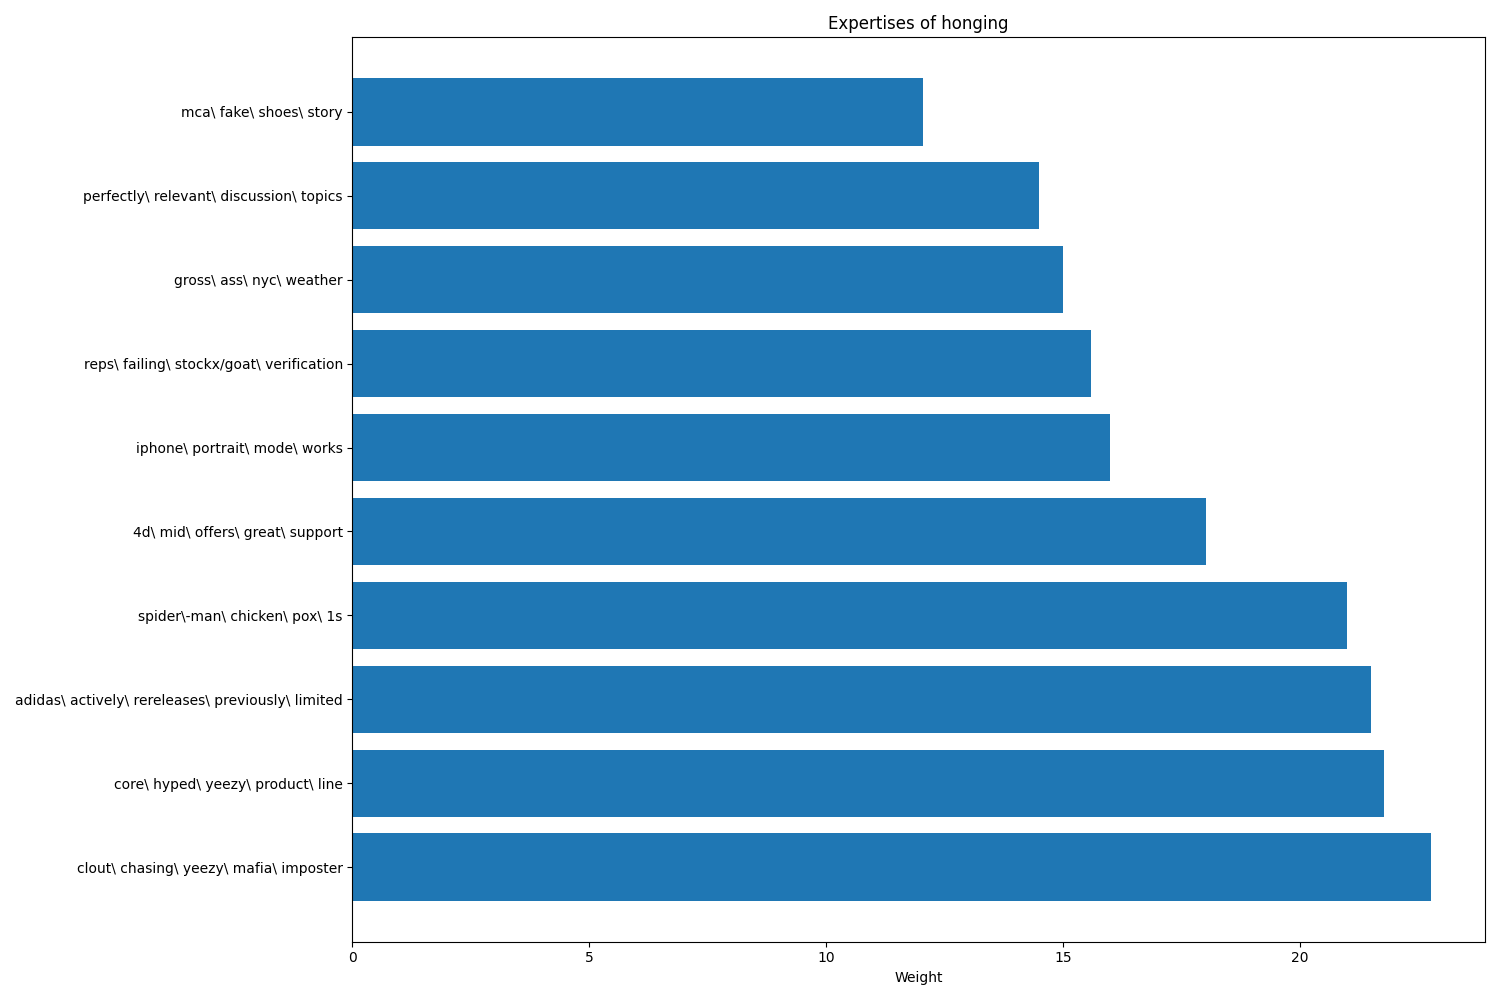 Expertises of honging
mca\ fake\ shoes\ story
perfectly\ relevant\ discussion\ topics
gross\ ass\ nyc\ weather
reps\ failing\ stockx/goat\ verification
iphone\ portrait\ mode\ works
4d\ mid\ offers\ great\ support
spider\-man\ chicken\ pox\ 1s
adidas\ actively\ rereleases\ previously\ limited
core\ hyped\ yeezy\ product\ line
clout\ chasing\ yeezy\ mafia\ imposter
0 5 10 15 20
Weight